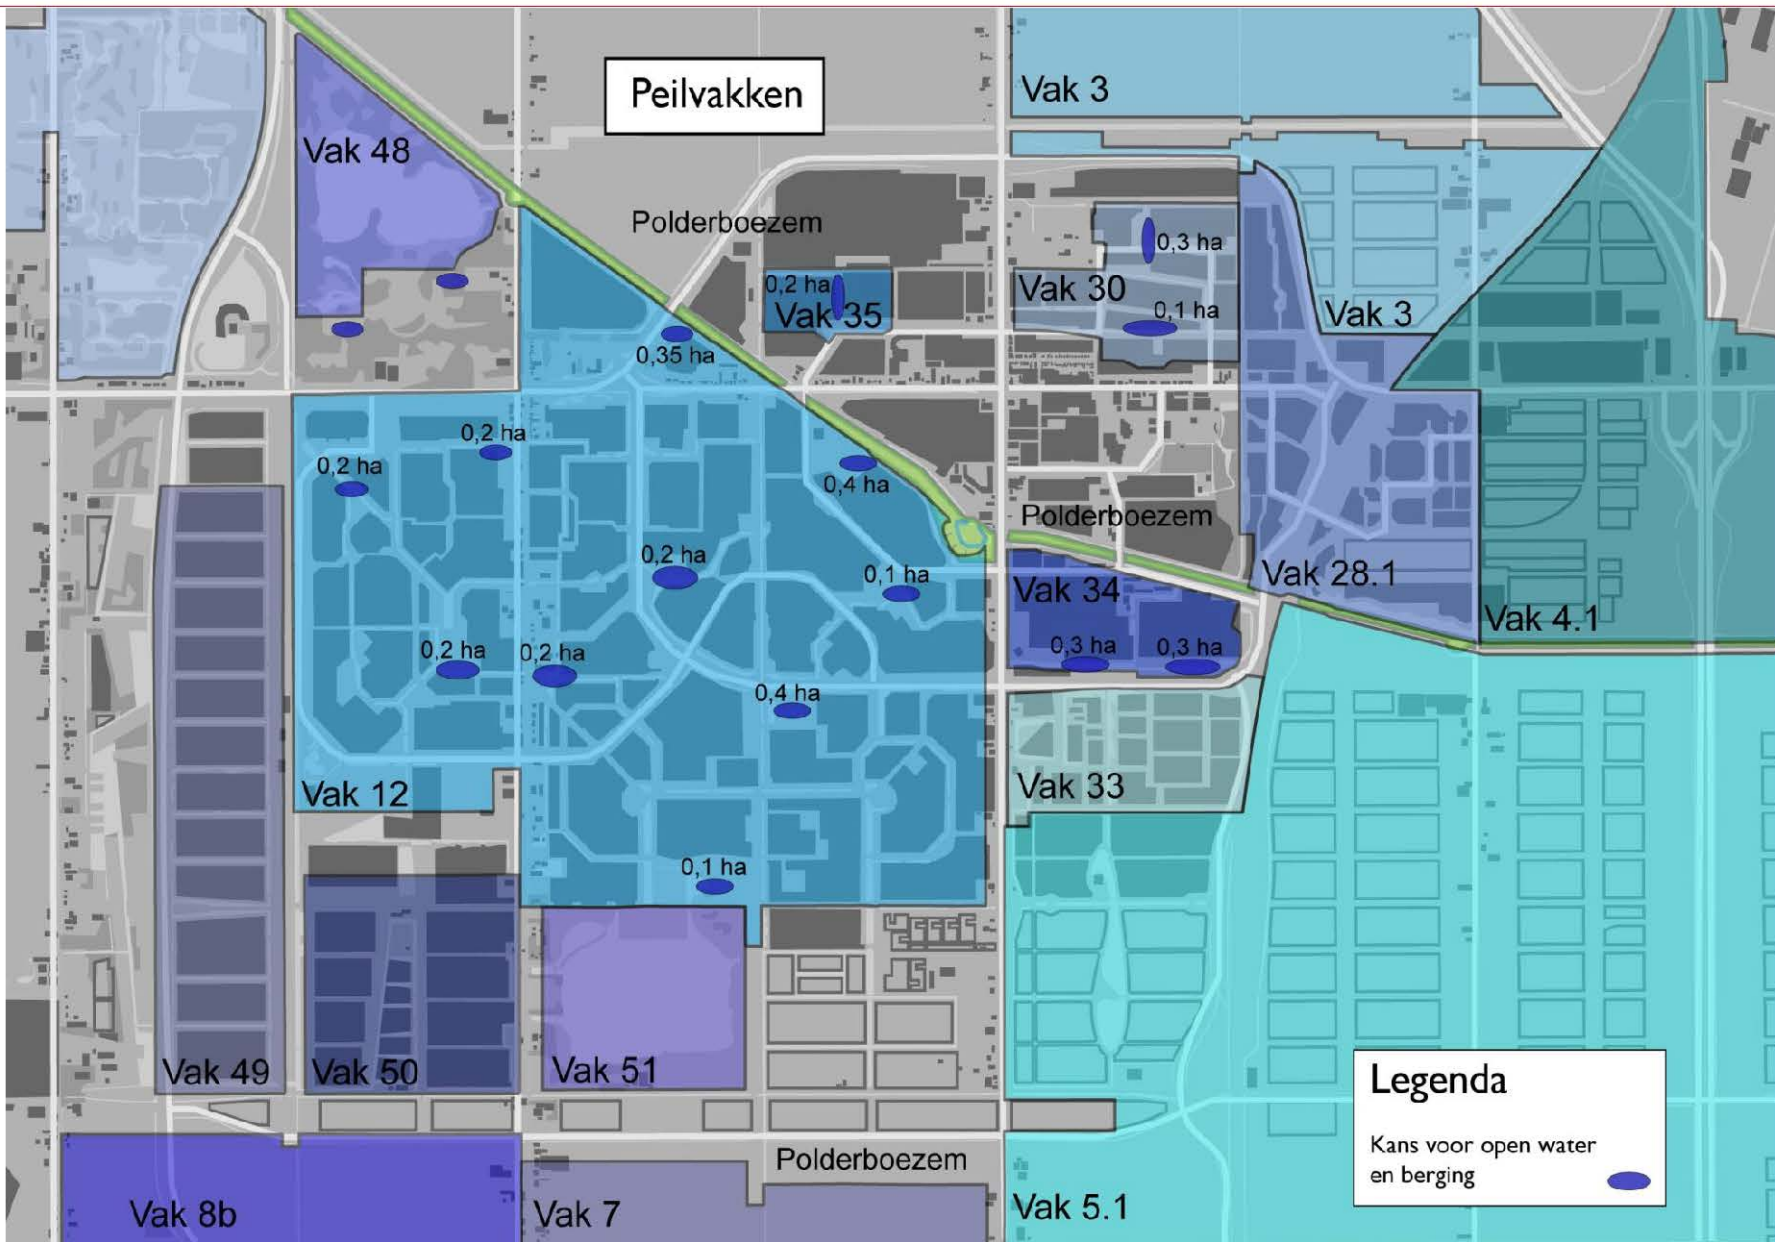 Peilvakken
Vak 3
Vak 48
Polderboezem
0,3 ha
0,2 ha
Vak 30
0,1 ha
Vak 35
Vak 3
0,35 ha
0,2 ha
0,2 ha
0,4 ha
Polderboezem
0,2 ha
0,1 ha
Vak 34
Vak 28.1
Vak 4.1
0,2 ha
0,2 ha
0,3 ha
0,3 ha
0,4 ha
Vak 12
Vak 33
0,1 ha
Vak 49
Vak 50
Vak 51
Legenda
Kans voor open water
en berging
Polderboezem
Vak 8b
Vak 7
Vak 5.1